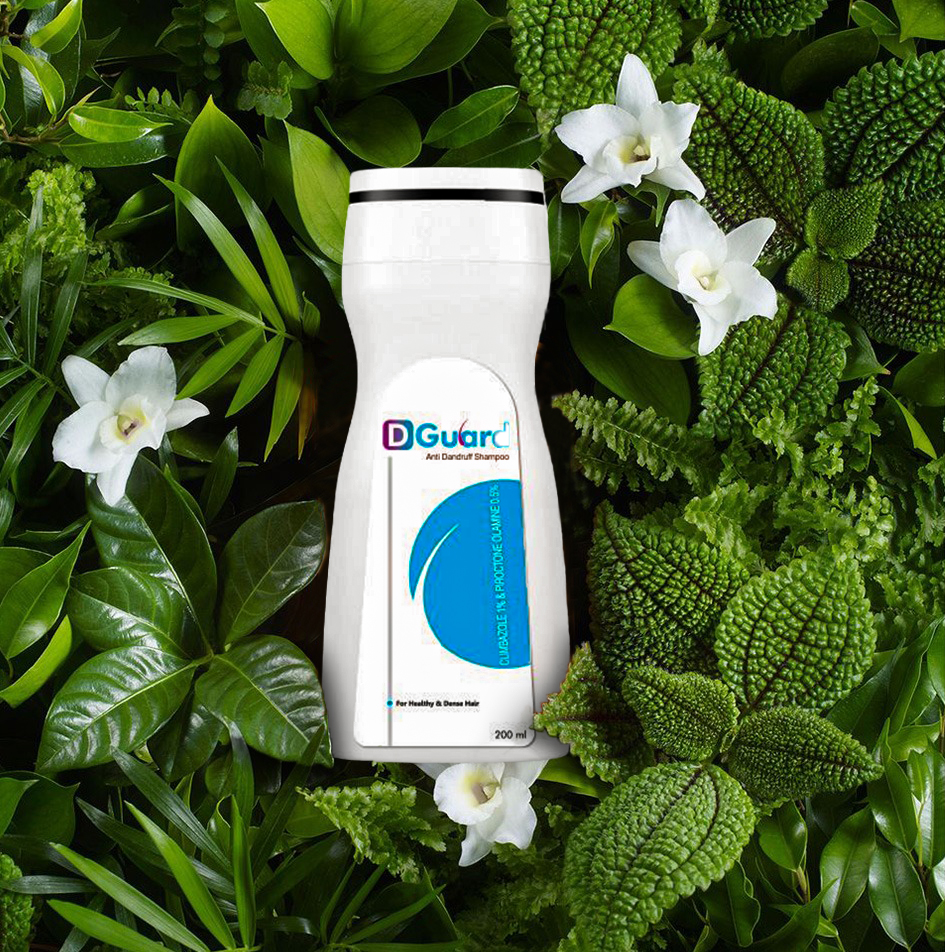 DGuard
Anti Dandruff Shampoo
CLIMBAZOLE 1% & PIROCTONE OLAMINE 0.5%
For Healthy & Dense Hair
200 ml